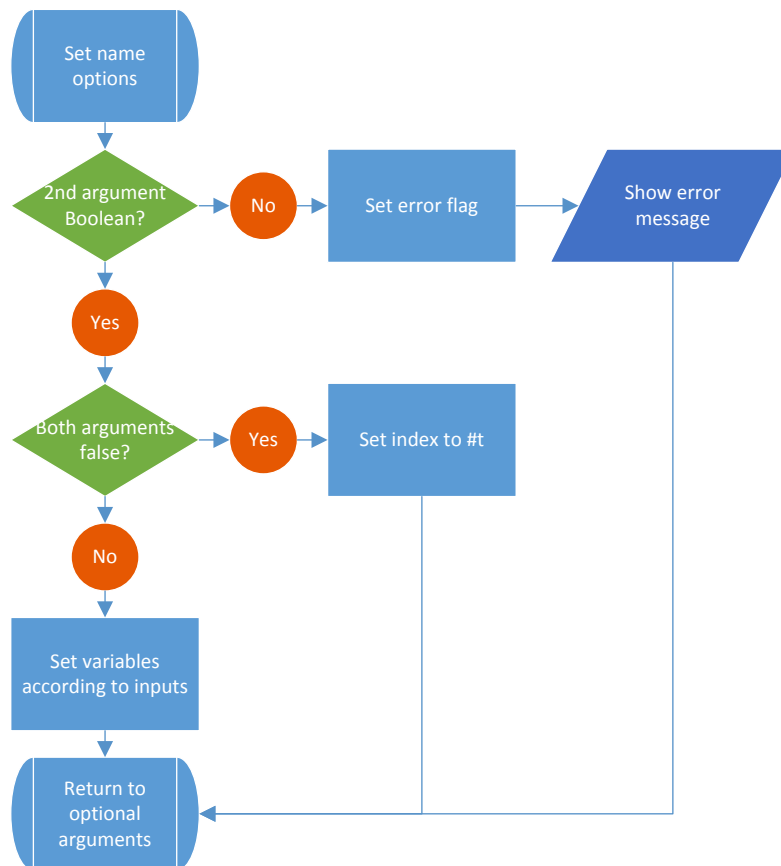 Set name
options
2nd argument
Boolean?
No
Set error flag
Show error
message
Yes
Both arguments
false?
Yes
Set index to #t
No
Set variables
according to inputs
Return to
optional
arguments